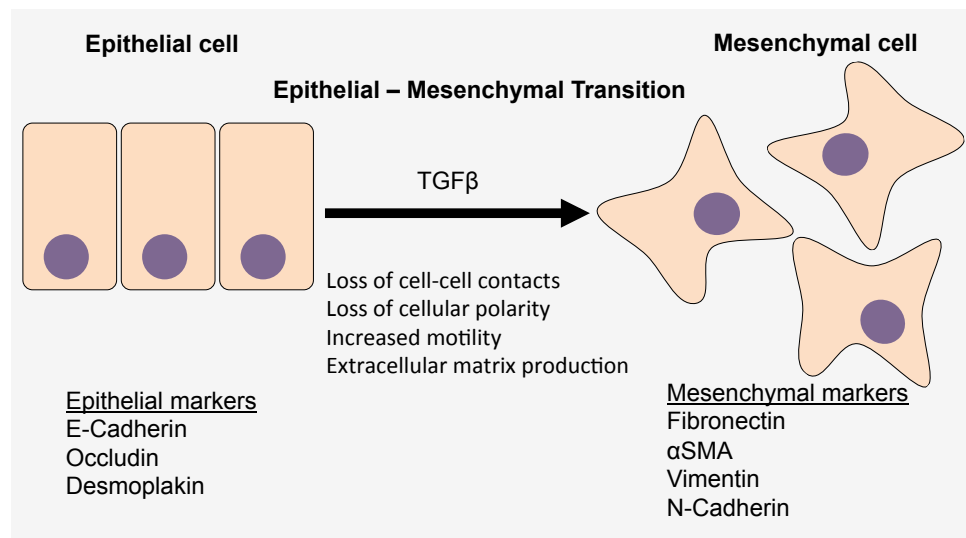 Epithelial cell
Mesenchymal cell
Epithelial – Mesenchymal Transition
TGFβ
Loss of cell-cell contacts
Loss of cellular polarity
Increased motility
Extracellular matrix production
Epithelial markers
E-Cadherin
Occludin
Desmoplakin
Mesenchymal markers
Fibronectin
αSMA
Vimentin
N-Cadherin